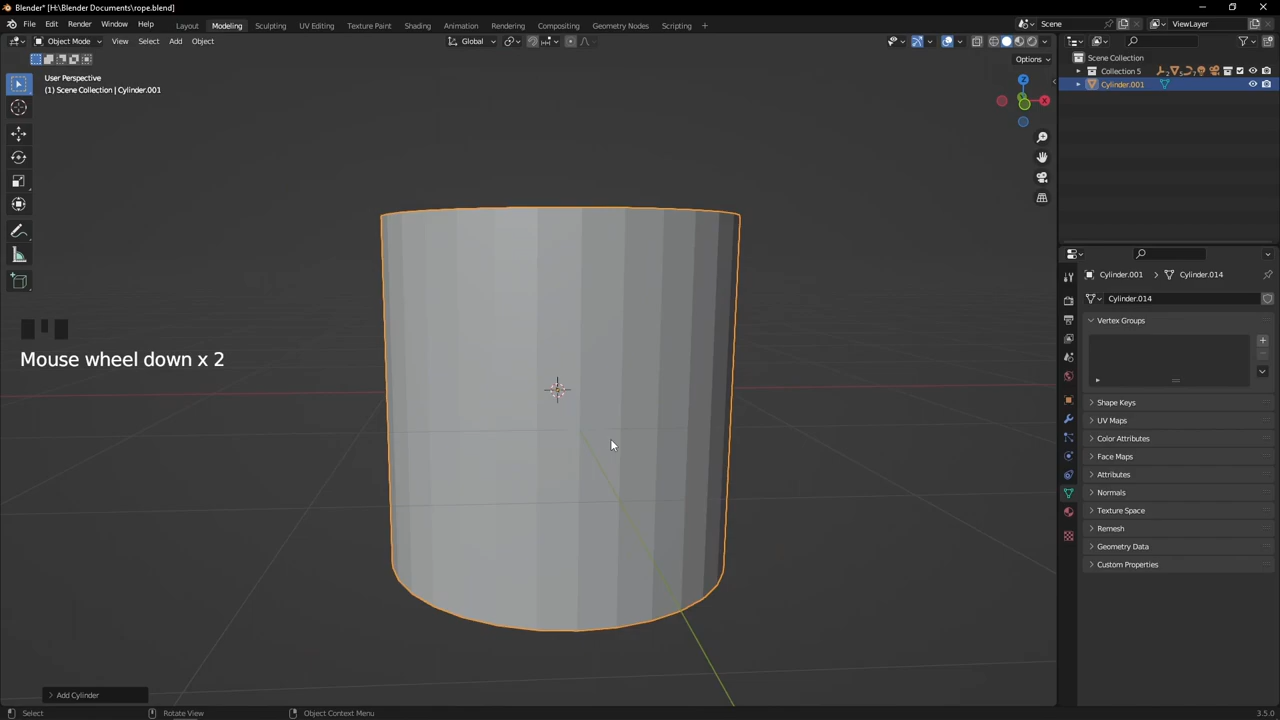 Blender* [H:\Blender Documents\rope.blend]
File Edit Render Window Help Layout Modeling Sculpting UV Editing Texture Paint Shading Animation Rendering Compositing Geometry Nodes Scripting + Scene ViewLayer
Object Mode View Select Add Object Global
Options
User Perspective
(1) Scene Collection | Cylinder.001
Z
X
Scene Collection
Collection 5
Cylinder.001
Cylinder.001 > Cylinder.014
Cylinder.014
Vertex Groups
Shape Keys
UV Maps
Color Attributes
Face Maps
Attributes
Normals
Texture Space
Remesh
Geometry Data
Custom Properties
Mouse wheel down x 2
> Add Cylinder
Select Rotate View Object Context Menu 3.5.0